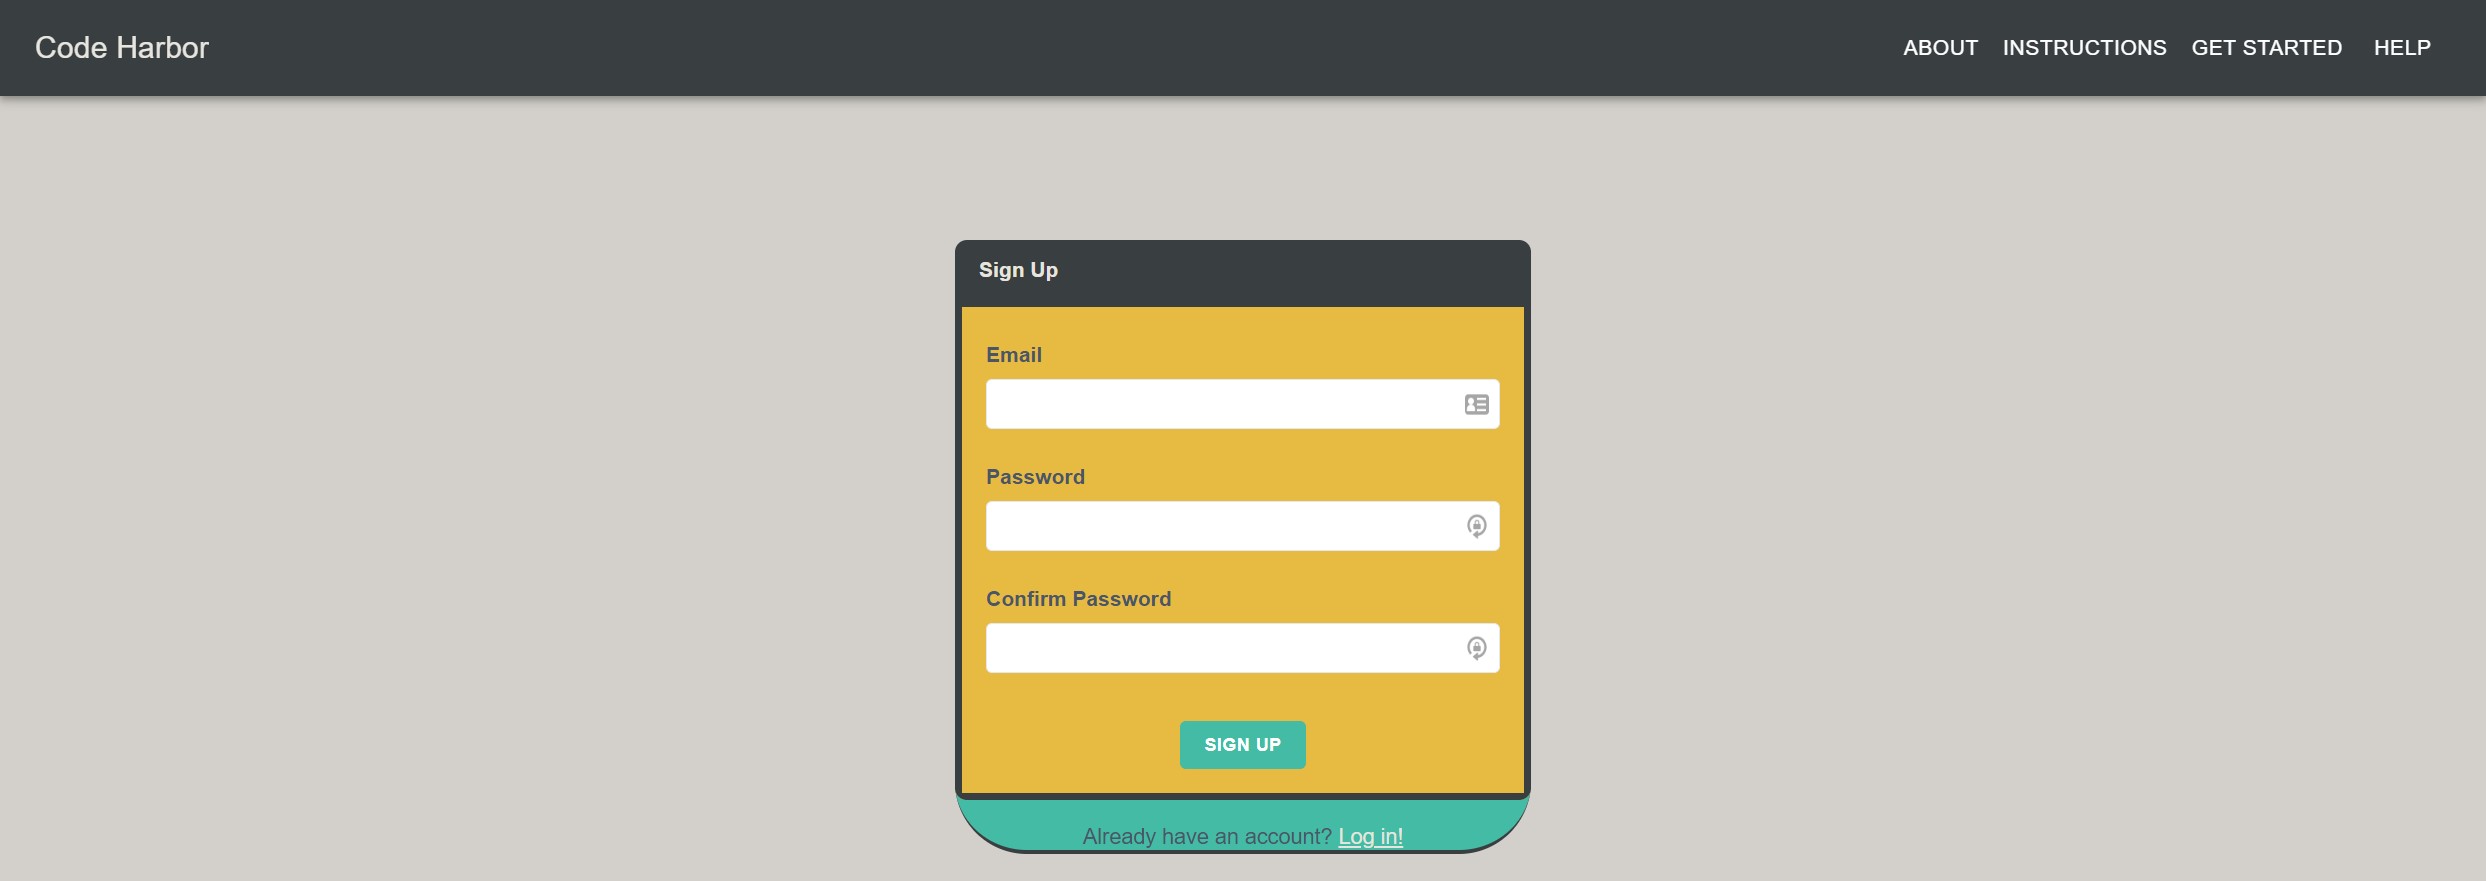 Code Harbor
ABOUT INSTRUCTIONS GET STARTED HELP
Sign Up
Email
Password
Confirm Password
SIGN UP
Already have an account? Log in!